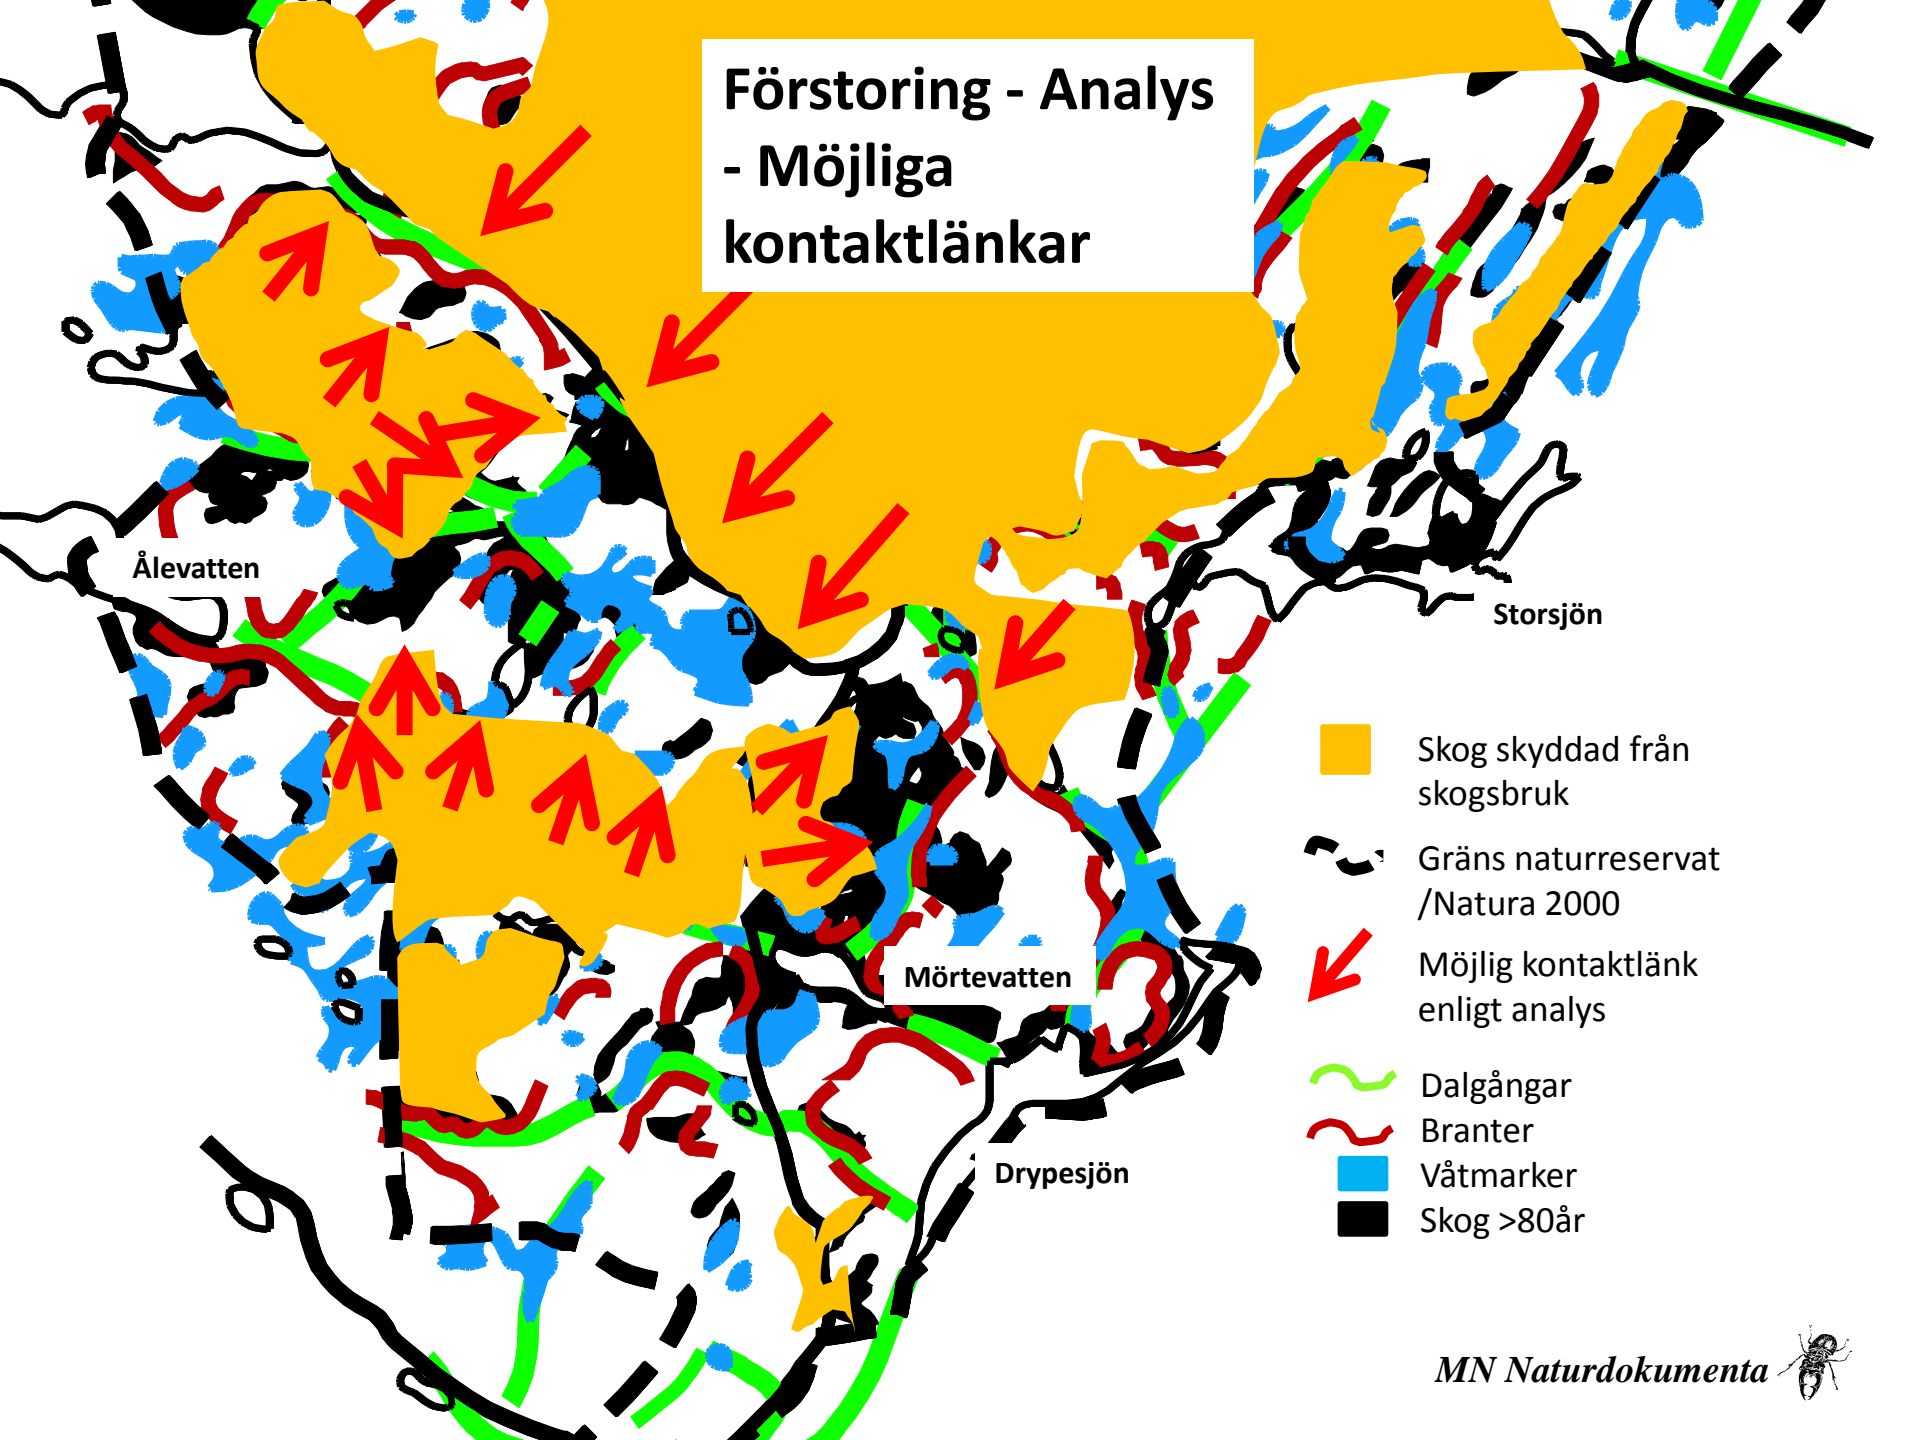 Förstoring - Analys
- Möjliga
kontaktlänkar
Ålevatten
Storsjön
Skog skyddad från
skogsbruk
Gräns naturreservat
/Natura 2000
Möjlig kontaktlänk
enligt analys
Mörtevatten
Dalgångar
Branter
Våtmarker
Skog >80år
Drypesjön
MN Naturdokumenta